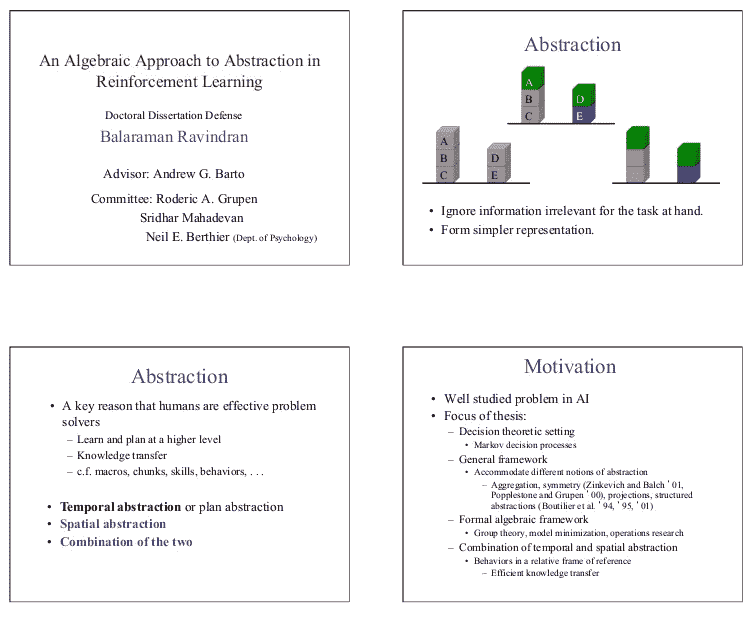 An Algebraic Approach to Abstraction in
Reinforcement Learning
Doctoral Dissertation Defense
Balaraman Ravindran
Advisor: Andrew G. Barto
Committee: Roderic A. Grupen
Sridhar Mahadevan
Neil E. Berthier (Dept. of Psychology)
Abstraction
A
B
C
D
E
A
B
C
D
E
• Ignore information irrelevant for the task at hand.
• Form simpler representation.
Abstraction
• A key reason that humans are effective problem
solvers
– Learn and plan at a higher level
– Knowledge transfer
– c.f. macros, chunks, skills, behaviors, . . .
• Temporal abstraction or plan abstraction
• Spatial abstraction
• Combination of the two
Motivation
• Well studied problem in AI
• Focus of thesis:
– Decision theoretic setting
• Markov decision processes
– General framework
• Accommodate different notions of abstraction
– Aggregation, symmetry (Zinkevich and Balch ’01,
Popplestone and Grupen ’00), projections, structured
abstractions (Boutilier et al. ’94, ’95, ’01)
– Formal algebraic framework
• Group theory, model minimization, operations research
– Combination of temporal and spatial abstraction
• Behaviors in a relative frame of reference
– Efficient knowledge transfer